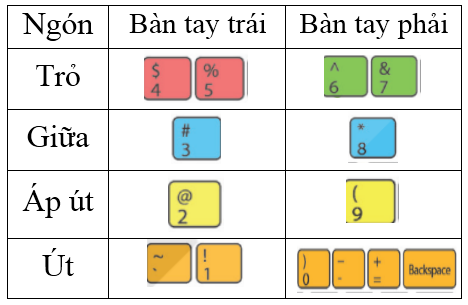 Ngón Bàn tay trái Bàn tay phải
Trỏ $ % ^ &
4 5 6 7
Giữa # *
3 8
Áp út @ (
2 9
Út ~ ! ) – + Backspace
` 1 0 - =